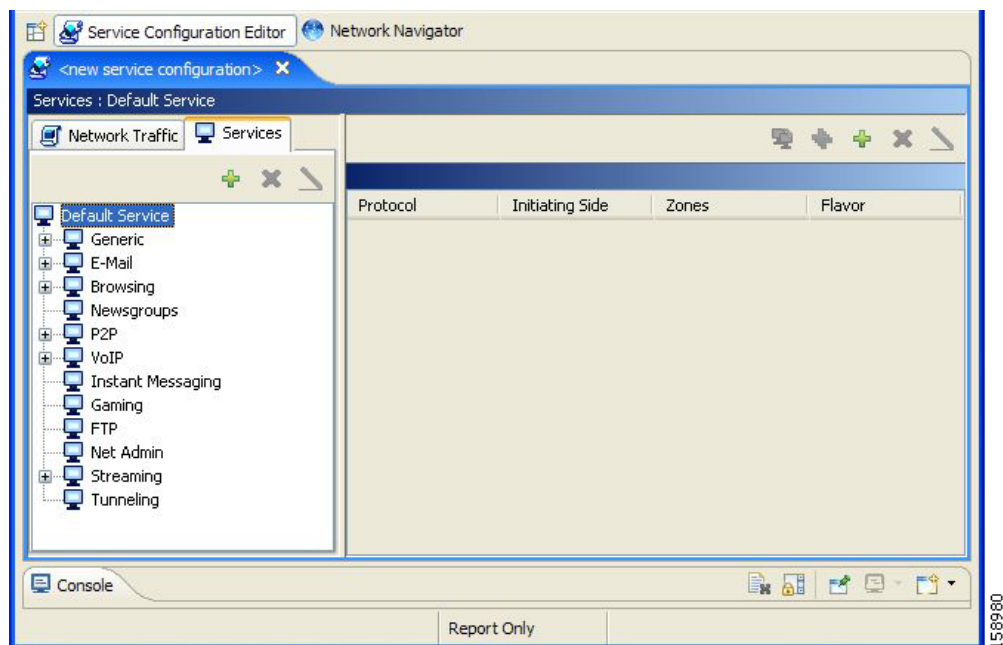 Service Configuration Editor Network Navigator
<new service configuration>
Services : Default Service
Network Traffic Services
Protocol Initiating Side Zones Flavor
Default Service
Generic
E-Mail
Browsing
Newsgroups
P2P
VoIP
Instant Messaging
Gaming
FTP
Net Admin
Streaming
Tunneling
Console
Report Only
158980